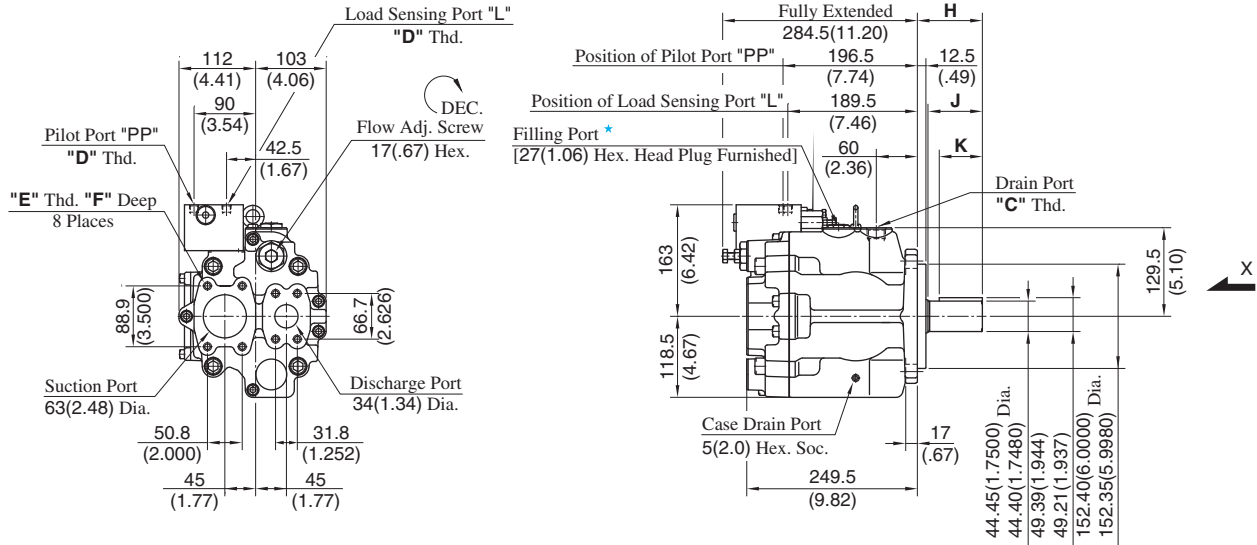 Load Sensing Port "L"
"D" Thd.
112
(4.41)
103
(4.06)
90
(3.54)
DEC.
Pilot Port "PP"
"D" Thd.
42.5
(1.67)
Flow Adj. Screw
17(.67) Hex.
"E" Thd. "F" Deep
8 Places
88.9
(3.500)
66.7
(2.626)
Suction Port
63(2.48) Dia.
Discharge Port
34(1.34) Dia.
50.8
(2.000)
31.8
(1.252)
45
(1.77)
45
(1.77)
Fully Extended
284.5(11.20)
H
Position of Pilot Port "PP"
196.5
(7.74)
12.5
(.49)
Position of Load Sensing Port "L"
189.5
(7.46)
J
Filling Port ★
[27(1.06) Hex. Head Plug Furnished]
60
(2.36)
K
Drain Port
"C" Thd.
163
(6.42)
118.5
(4.67)
129.5
(5.10)
X
Case Drain Port
5(2.0) Hex. Soc.
17
(.67)
249.5
(9.82)
44.45(1.7500) Dia.
44.40(1.7480)
49.39(1.944)
49.21(1.937)
152.40(6.0000) Dia.
152.35(5.9980)